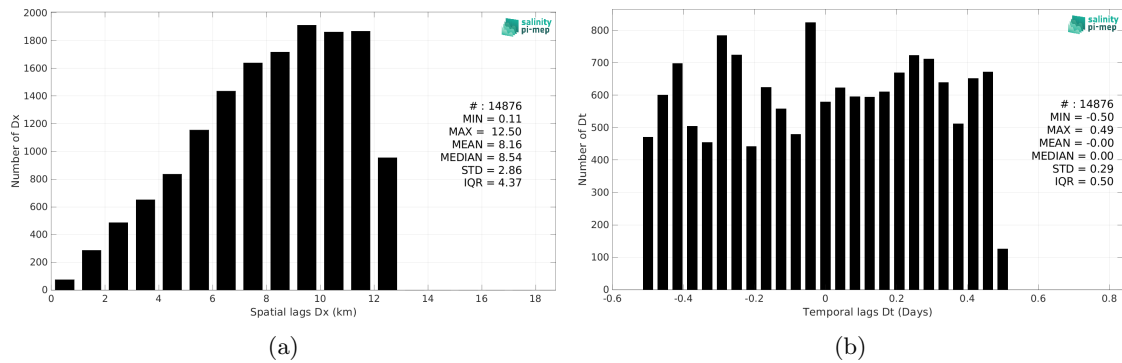 2000
1800
1600
1400
1200
1000
800
600
400
200
0
Number of Dx
0 2 4 6 8 10 12 14 16 18
Spatial lags Dx (km)
salinity
pi-mep
# : 14876
MIN = 0.11
MAX = 12.50
MEAN = 8.16
MEDIAN = 8.54
STD = 2.86
IQR = 4.37
(a)
800
700
600
500
400
300
200
100
0
Number of Dt
-0.6 -0.4 -0.2 0 0.2 0.4 0.6 0.8
Temporal lags Dt (Days)
salinity
pi-mep
# : 14876
MIN = -0.50
MAX = 0.49
MEAN = -0.00
MEDIAN = 0.00
STD = 0.29
IQR = 0.50
(b)